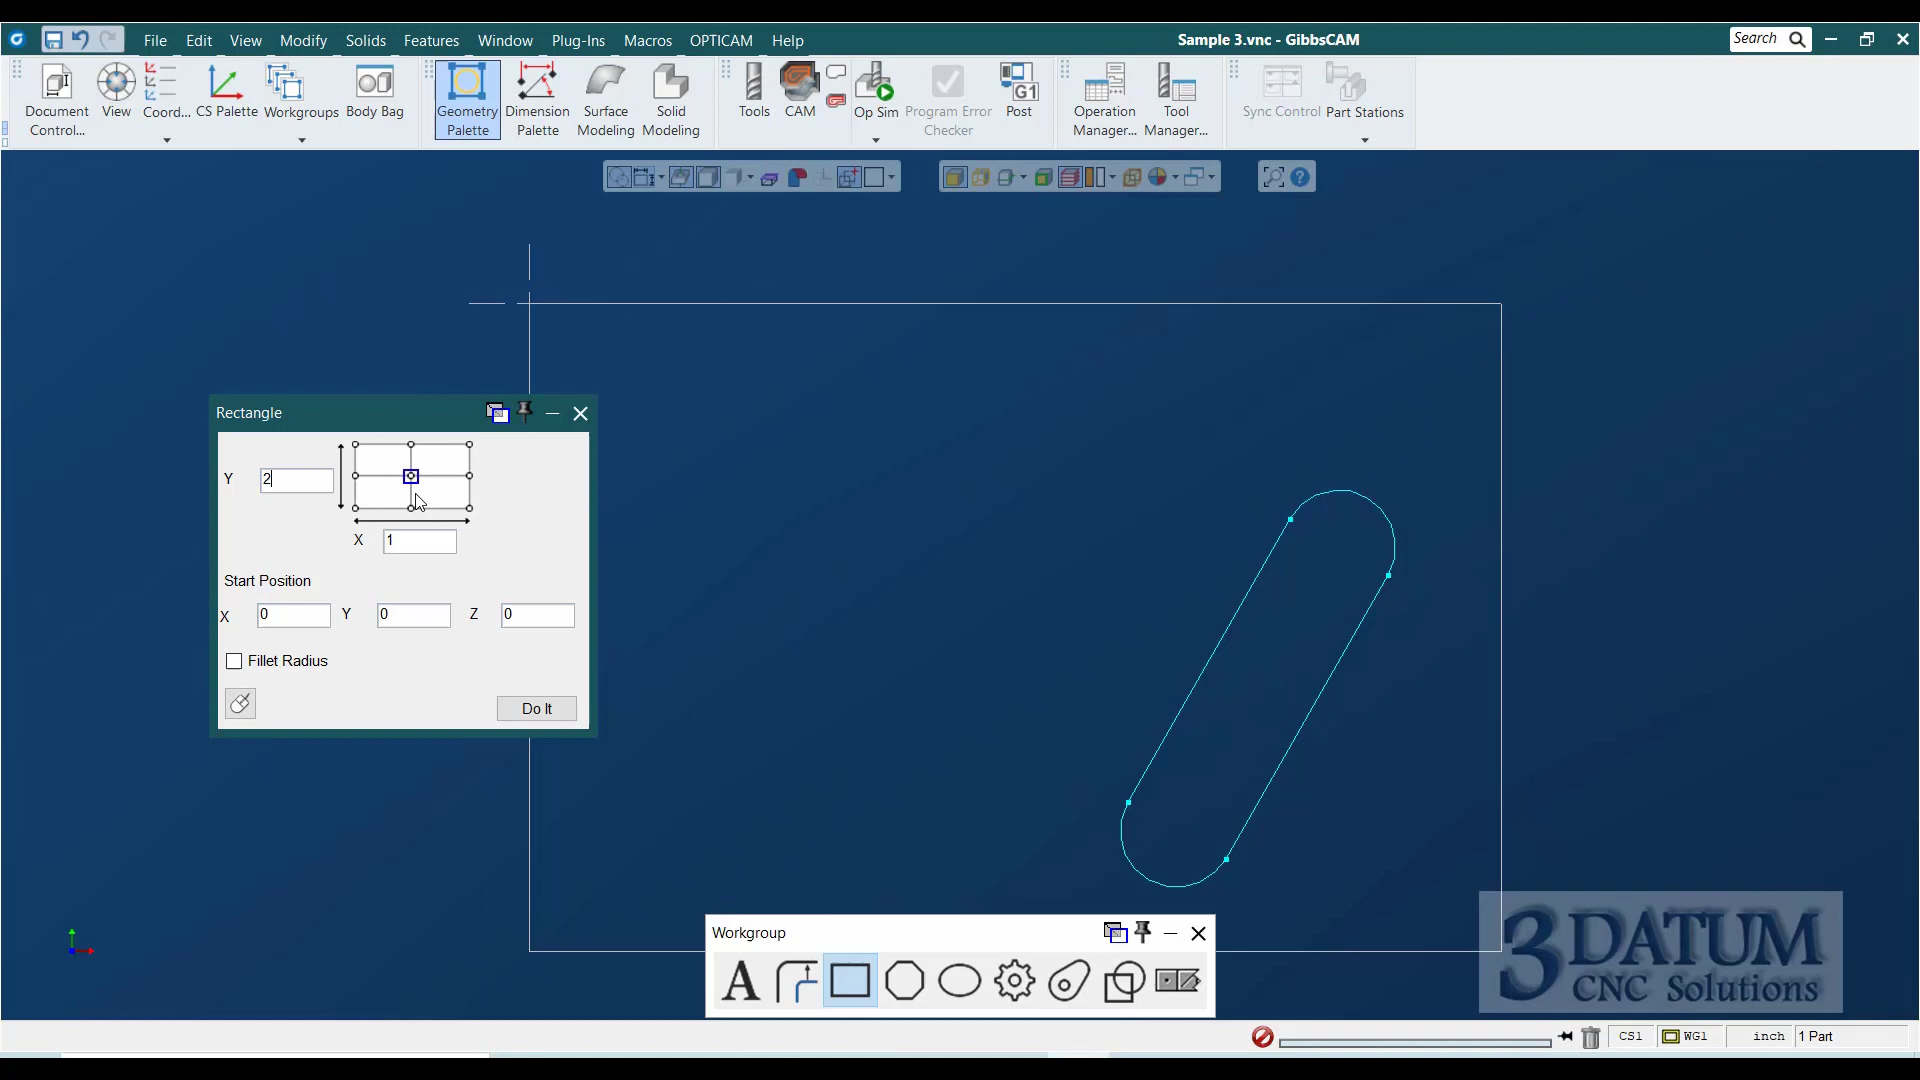 Sample 3.vnc - GibbsCAM
File Edit View Modify Solids Features Window Plug-Ins Macros OPTICAM Help
Search
Document Control...
View
Coord...
CS Palette
Workgroups
Body Bag
Geometry Palette
Dimension Palette
Surface Modeling
Solid Modeling
Tools
CAM
Op Sim
Program Error Checker
G1
Post
Operation Manager...
Tool Manager...
Sync Control
Part Stations
Rectangle
Y 2
X 1
Start Position
X 0 Y 0 Z 0
Fillet Radius
Do It
Workgroup
A
3DATUM
CNC Solutions
CS1 WG1 inch 1 Part